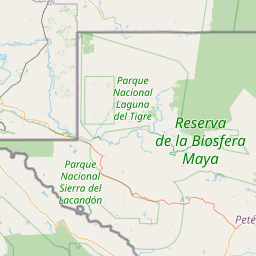 Parque
Nacional
Laguna
del Tigre
Reserva
de la Biosfera
Maya
Parque
Nacional
Sierra del
Lacandón
Peté